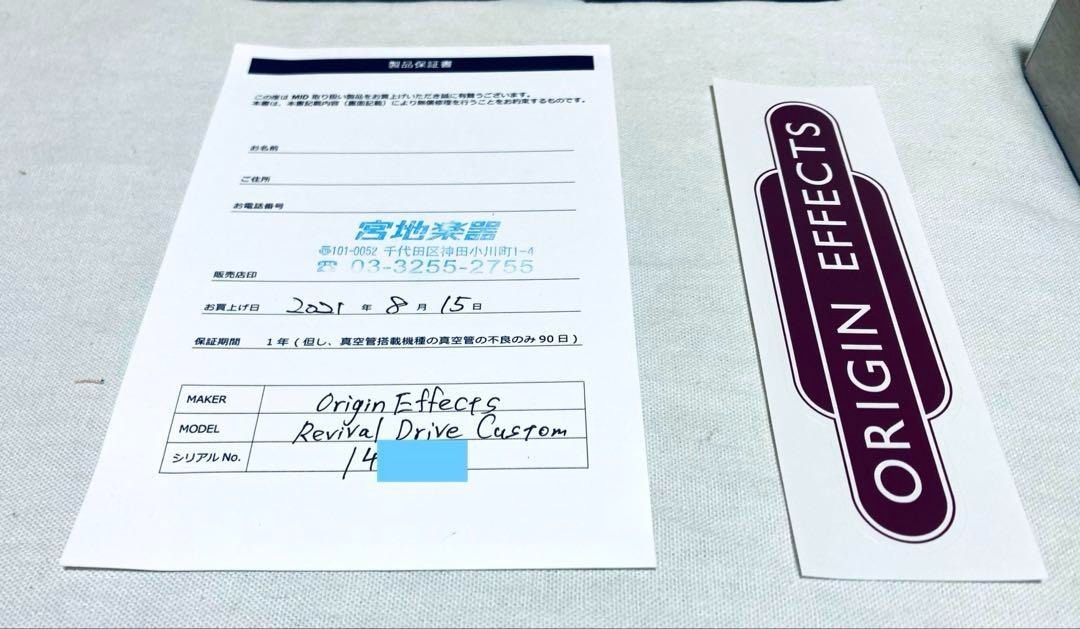 製品保証書
この度は MID 取り扱い製品をお買上げいただき誠に有難うございます。
本書は、本書記載内容（裏面記載）により無償修理を行うことをお約束するものです。
お名前
ご住所
お電話番号
宮地楽器
〠101-0052 千代田区神田小川町1-4
☎ 03-3255-2755
販売店印
お買上げ日 2021 年 8 月 15 日
保証期間 1年（但し、真空管搭載機種の真空管の不良のみ90日）
MAKER Origin Effects
MODEL Revival Drive Custom
シリアル No. 14
ORIGIN EFFECTS